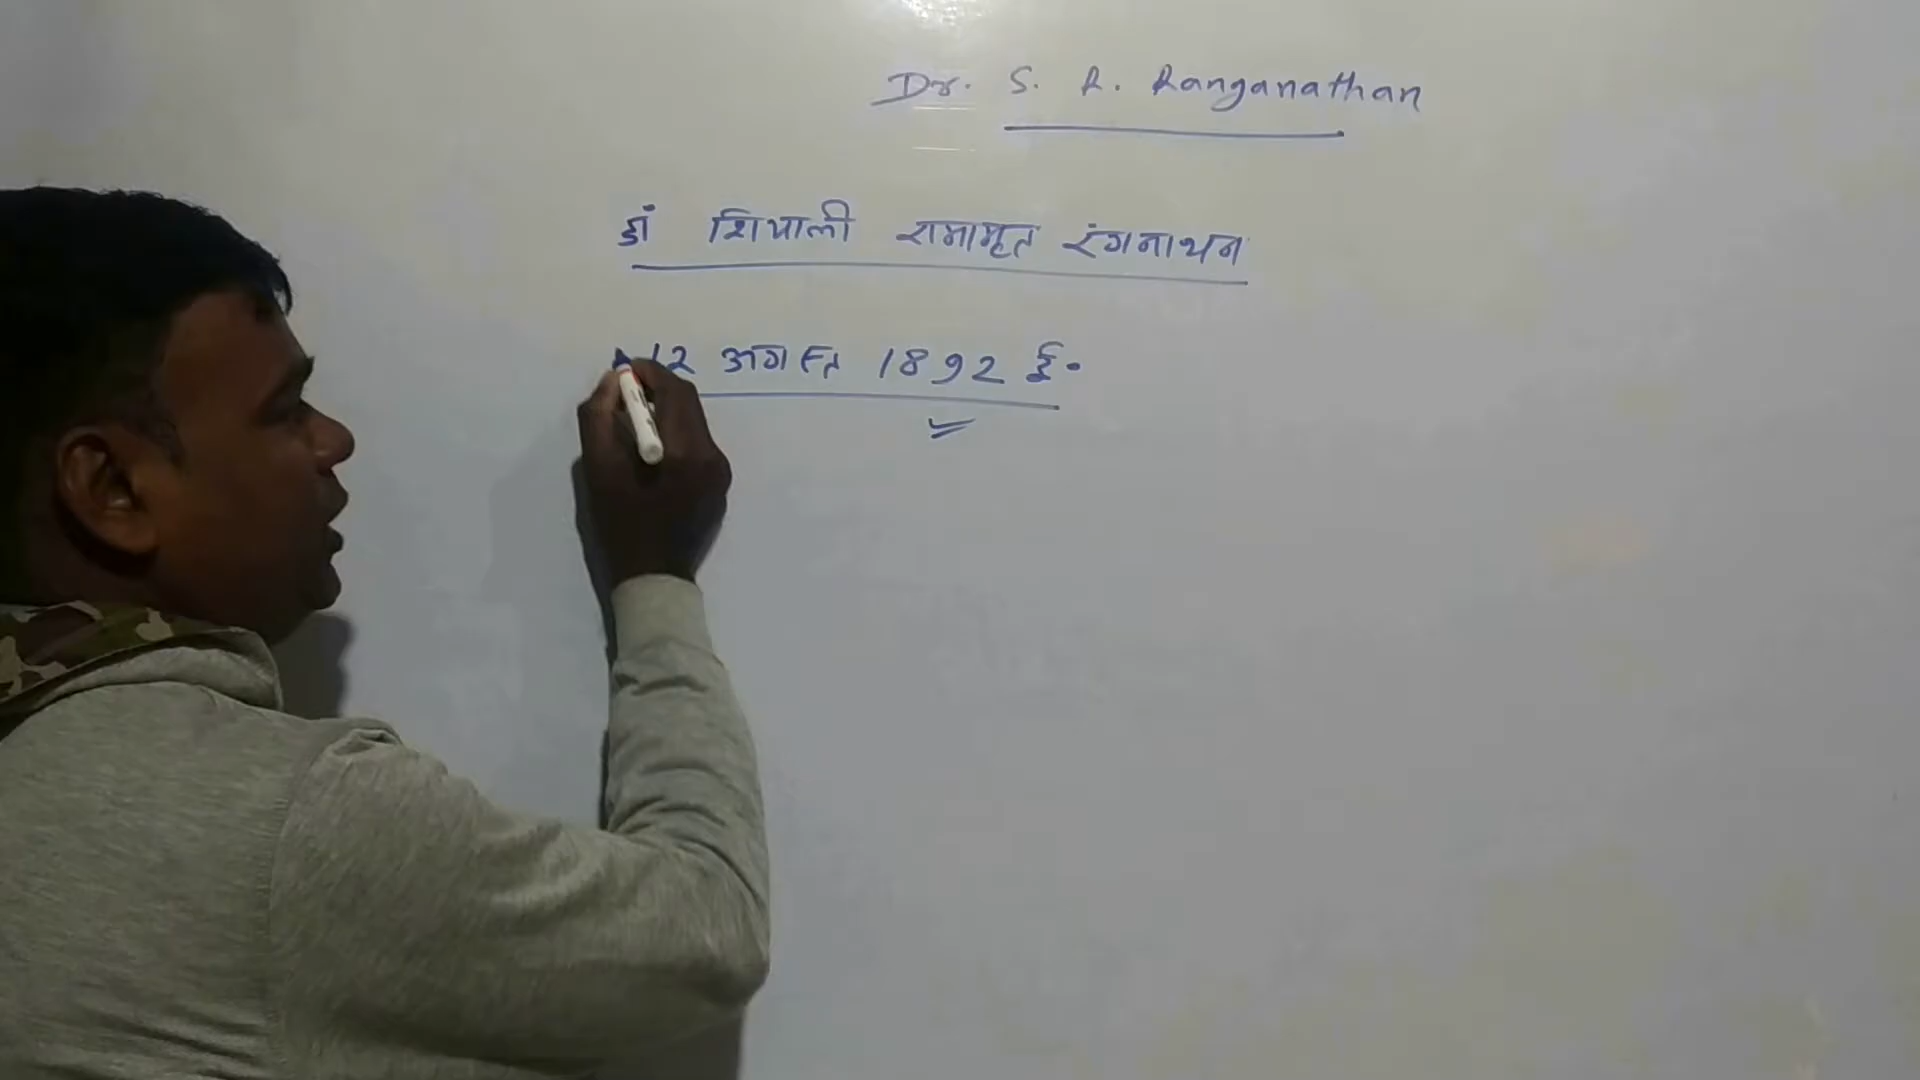 Dr. S. R. Ranganathan
डां शियाली रामामृत रंगनाथन
12 अगस्त 1892 ई.